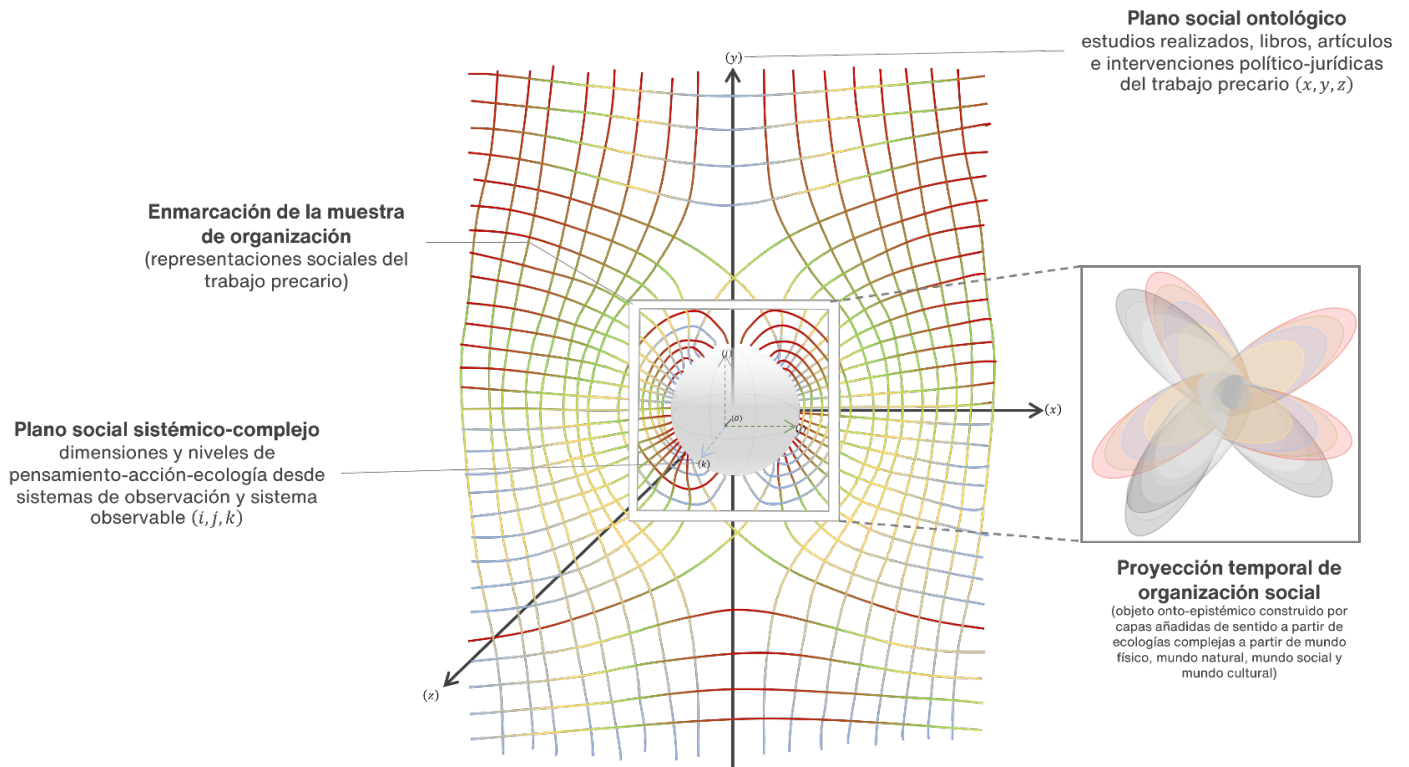 Plano social ontológico
estudios realizados, libros, artículos
e intervenciones político-jurídicas
del trabajo precario (x, y, z)
(y)
Enmarcación de la muestra
de organización
(representaciones sociales del
trabajo precario)
(j)
(o)
(x)
(k)
Plano social sistémico-complejo
dimensiones y niveles de
pensamiento-acción-ecología desde
sistemas de observación y sistema
observable (i, j, k)
(z)
Proyección temporal de
organización social
(objeto onto-epistémico construido por
capas añadidas de sentido a partir de
ecologías complejas a partir de mundo
físico, mundo natural, mundo social y
mundo cultural)